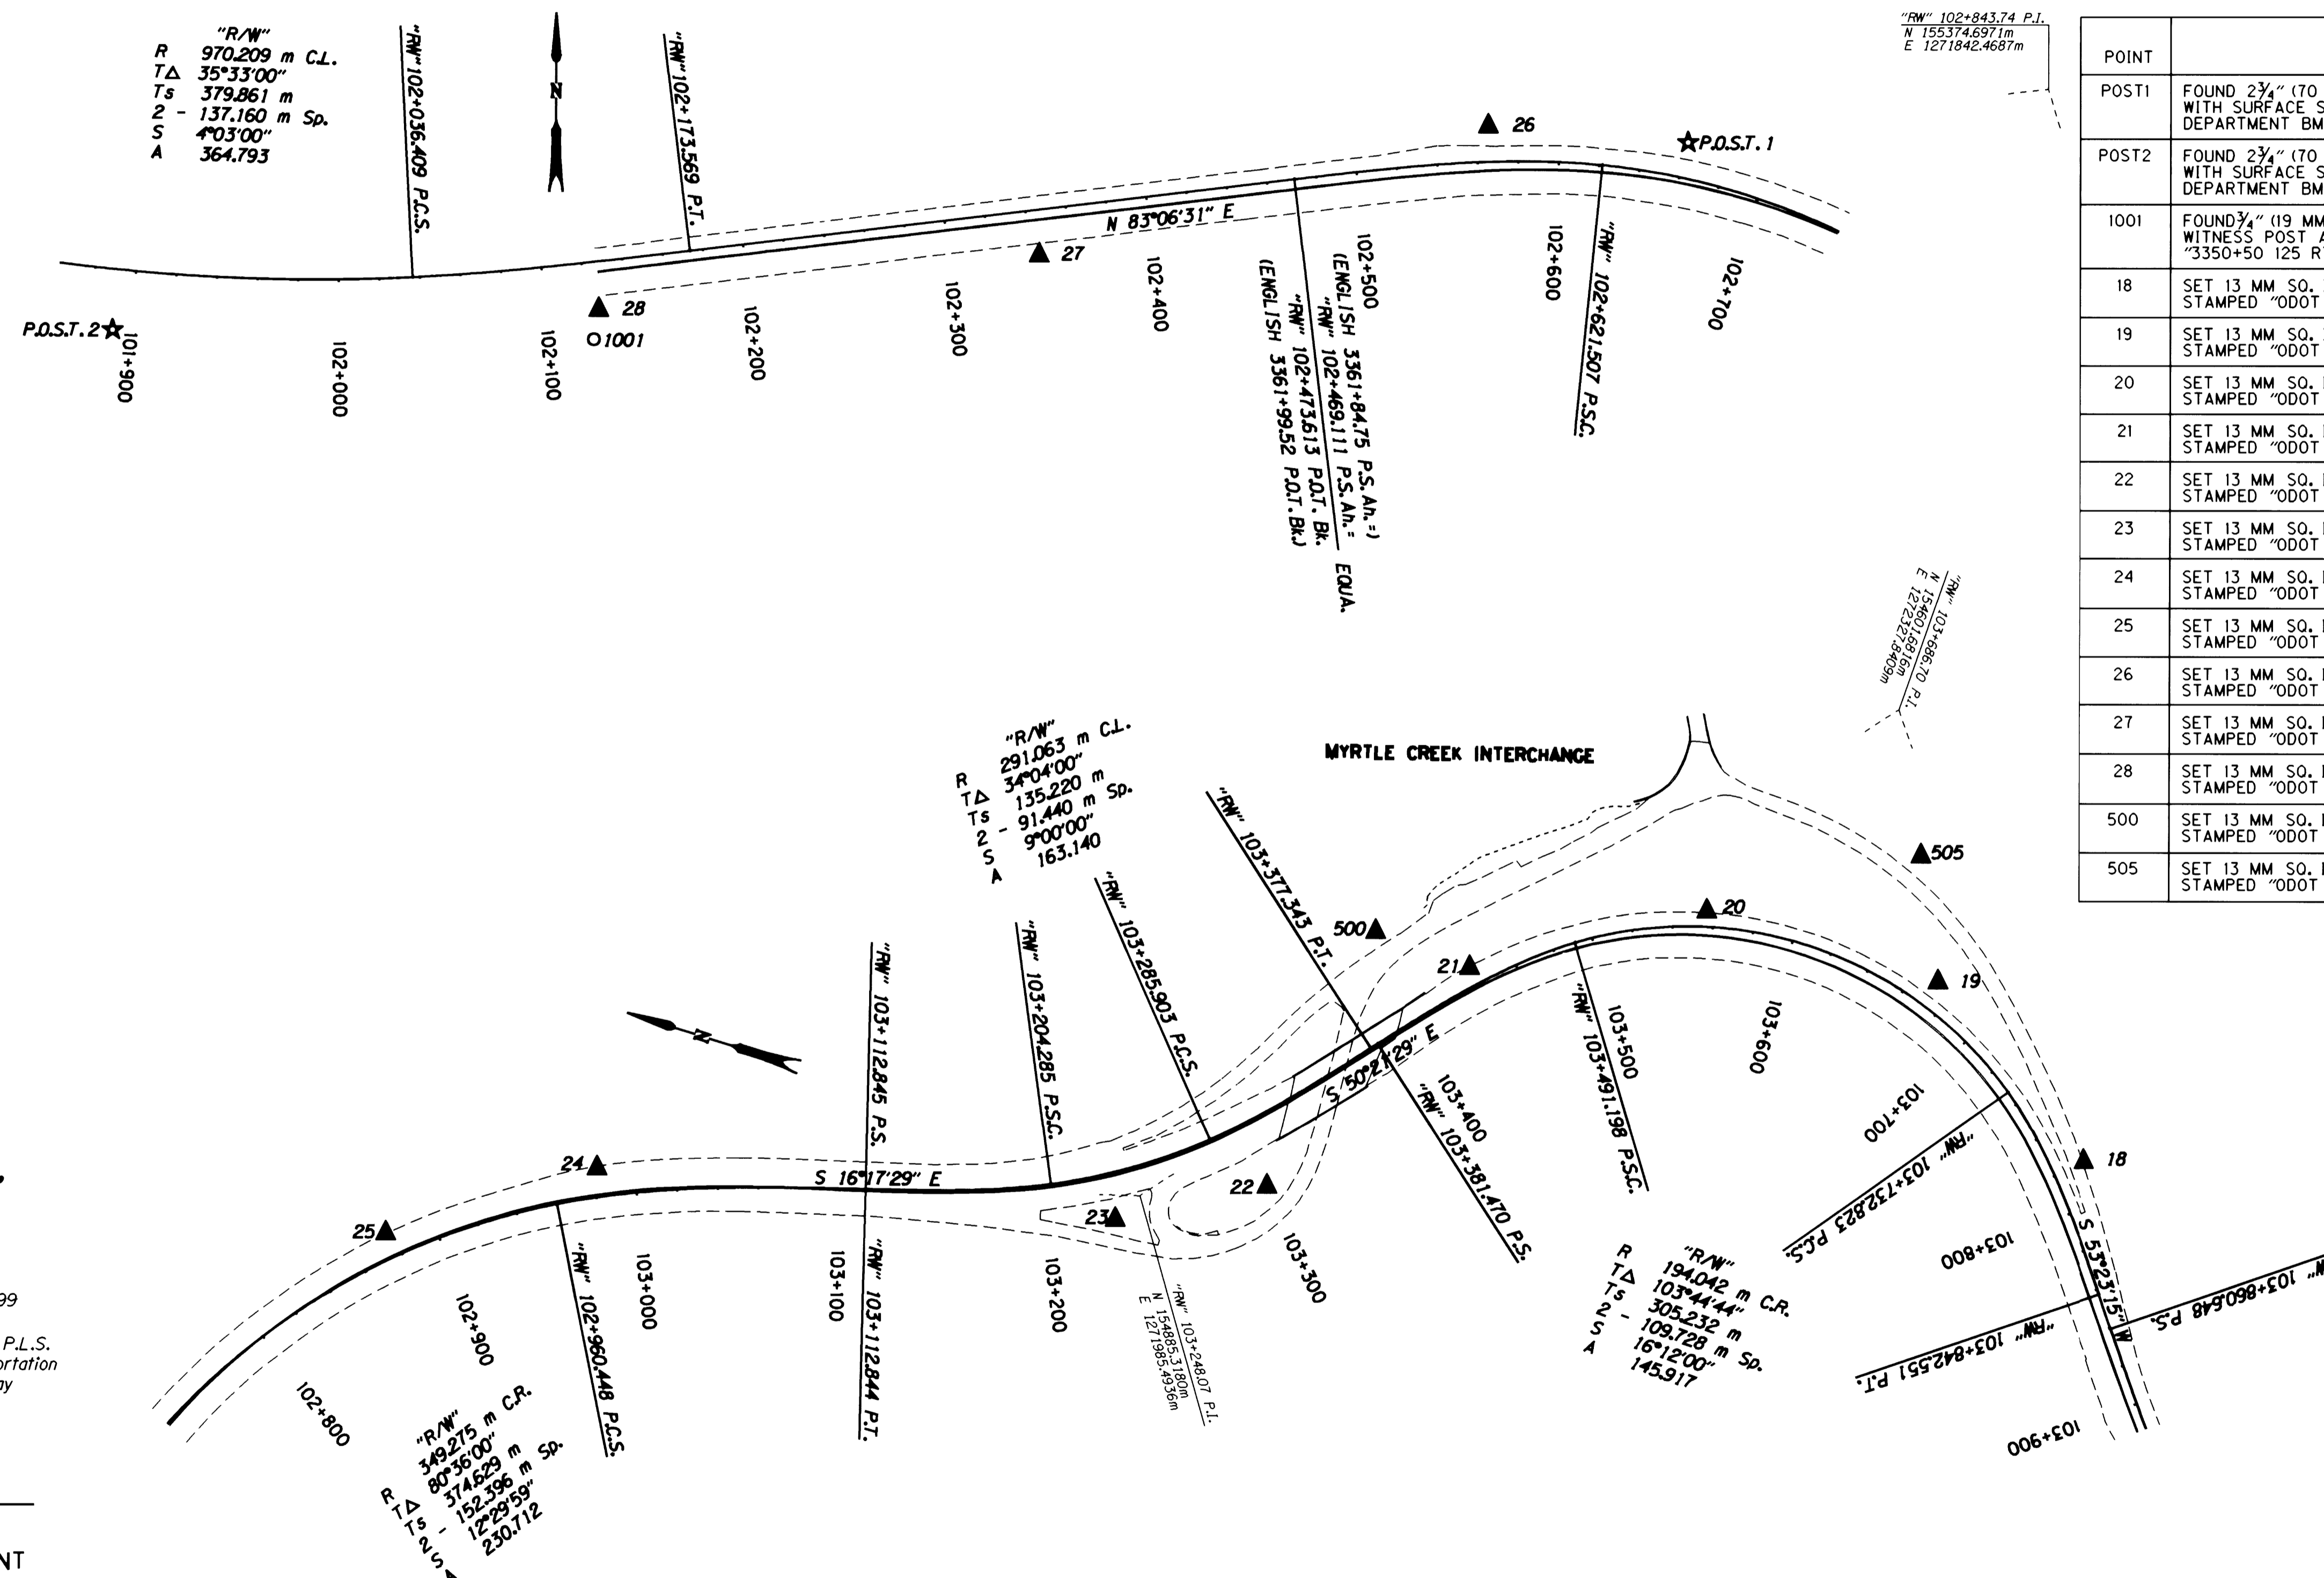 "R/W"
R 970.209 m C.L.
T△ 35°33'00"
Ts 379.861 m
2 - 137.160 m Sp.
S 4°03'00"
A 364.793
"RW" 102+036.409 P.C.S.
N
"RW" 102+173.569 P.T.
N 83°06'31" E
26
P.O.S.T. 1
27
28
1001
P.O.S.T. 2
101+900
102+000
102+100
102+200
102+300
102+400
102+500
102+600
102+700
(ENGLISH 3361+84.75 P.S. Ah.=)
"RW" 102+469.111 P.S. Ah. =
EQUA.
"RW" 102+473.613 P.O.T. Bk.
(ENGLISH 3361+99.52 P.O.T. Bk.)
"RW" 102+621.507 P.S.C.
"RW" 102+843.74 P.I.
N 155374.6971m
E 1271842.4687m
POINT
POST1
FOUND 2¾" (70
WITH SURFACE S
DEPARTMENT BM
POST2
FOUND 2¾" (70
WITH SURFACE S
DEPARTMENT BM
1001
FOUND ¾" (19 MM
WITNESS POST
"3350+50 125 R
18
SET 13 MM SQ.
STAMPED "ODOT
19
SET 13 MM SQ.
STAMPED "ODOT
20
SET 13 MM SQ.
STAMPED "ODOT
21
SET 13 MM SQ.
STAMPED "ODOT
22
SET 13 MM SQ.
STAMPED "ODOT
23
SET 13 MM SQ.
STAMPED "ODOT
24
SET 13 MM SQ.
STAMPED "ODOT
25
SET 13 MM SQ.
STAMPED "ODOT
26
SET 13 MM SQ.
STAMPED "ODOT
27
SET 13 MM SQ.
STAMPED "ODOT
28
SET 13 MM SQ.
STAMPED "ODOT
500
SET 13 MM SQ.
STAMPED "ODOT
505
SET 13 MM SQ.
STAMPED "ODOT
"RW" 103+686.70 P.I.
N 154601.6816m
E 1272327.8409m
MYRTLE CREEK INTERCHANGE
"R/W"
R 291.063 m C.L.
T△ 34°04'00"
Ts 135.220 m
2 - 91.440 m Sp.
S 9°00'00"
A 163.140
"RW" 103+377.343 P.T.
"RW" 103+285.903 P.C.S.
"RW" 103+204.285 P.S.C.
"RW" 103+112.845 P.S.
N
S 16°17'29" E
S 50°21'29" E
500
505
20
21
19
18
22
23
24
25
102+800
102+900
103+000
103+100
103+200
103+300
103+400
103+500
103+600
103+700
103+800
103+900
"RW" 102+960.448 P.C.S.
"RW" 103+112.844 P.T.
"RW" 103+248.07 P.I.
N 154885.3180m
E 1271985.4936m
"RW" 103+381.470 P.S.
"RW" 103+491.198 P.S.C.
"RW" 103+732.823 P.C.S.
"RW" 103+842.551 P.T.
W" 103+860.648 P.S.
S 53°23'15" W
"R/W"
R 194.042 m C.R.
T△ 103°44'44"
Ts 305.232 m
2 - 109.728 m Sp.
S 16°12'00"
A 145.917
"R/W"
R 349.275 m C.R.
T△ 80°36'00"
Ts 374.629 m
2 - 152.396 m Sp.
S 12°29'59"
230.712
99
P.L.S.
ortation
ay
NT